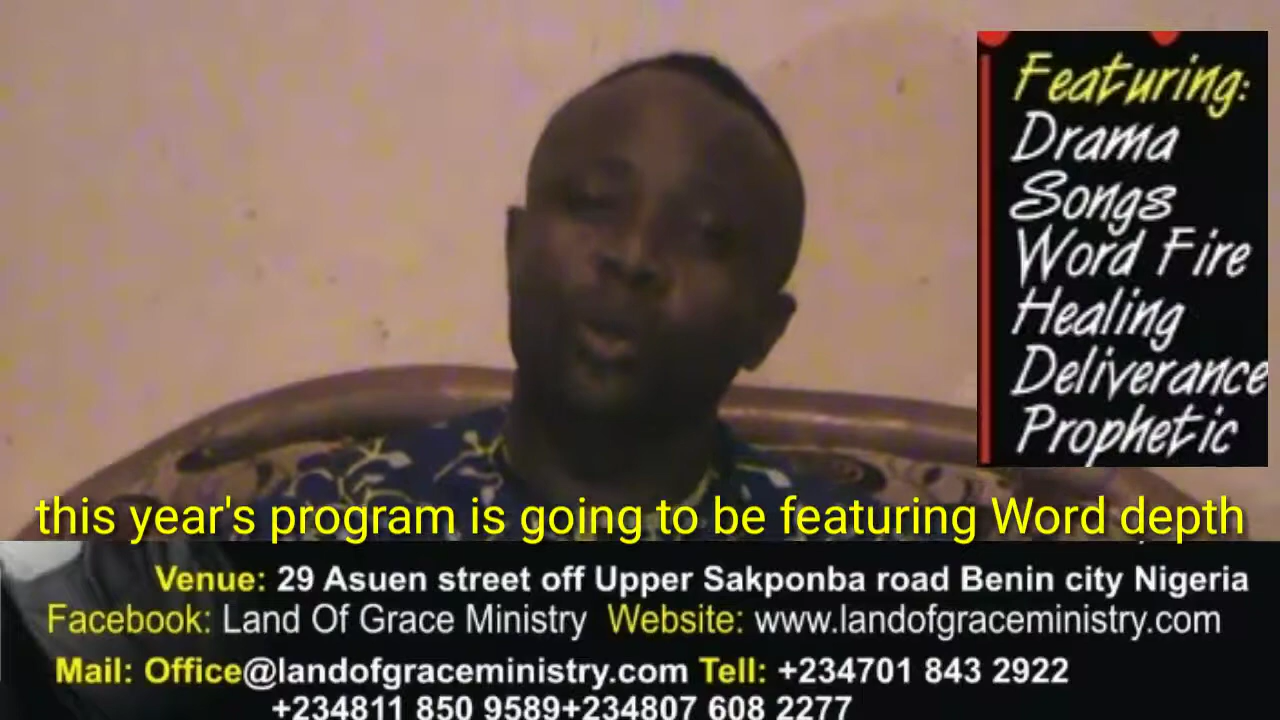 Featuring:
Drama
Songs
Word Fire
Healing
Deliverance
Prophetic
this year's program is going to be featuring Word depth
Venue: 29 Asuen street off Upper Sakponba road Benin city Nigeria
Facebook: Land Of Grace Ministry Website: www.landofgraceministry.com
Mail: Office@landofgraceministry.com Tell: +234701 843 2922
+234811 850 9589+234807 608 2277